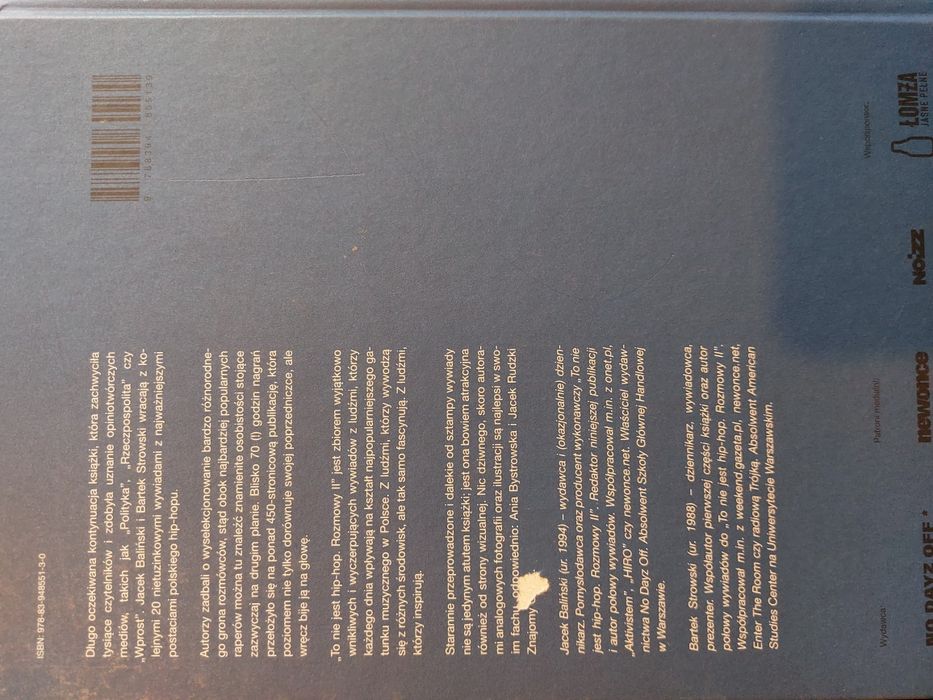 ISBN: 978-83-948651-3-0
Długo oczekiwana kontynuacja książki, która zachwyciła
tysiące czytelników i zdobyła uznanie opiniotwórczych
mediów, takich jak „Polityka”, „Rzeczpospolita” czy
„Wprost”. Jacek Baliński i Bartek Strowski wracają z ko-
lejnymi 20 nietuzinkowymi wywiadami z najważniejszymi
postaciami polskiego hip-hopu.
Autorzy zadbali o wyselekcjonowanie bardzo różnorodne-
go grona rozmówców, stąd obok najbardziej popularnych
raperów można tu znaleźć znamienite osobistości stojące
zazwyczaj na drugim planie. Blisko 70 (!) godzin nagrań
przełożyło się na ponad 450-stronicową publikację, która
poziomem nie tylko dorównuje swojej poprzedniczce, ale
wręcz bije ją na głowę.
„To nie jest hip-hop. Rozmowy II” jest zbiorem wyjątkowo
wnikliwych i wyczerpujących wywiadów z ludźmi, którzy
każdego dnia wpływają na kształt najpopularniejszego ga-
tunku muzycznego w Polsce. Z ludźmi, którzy wywodzą
się z różnych środowisk, ale tak samo fascynują. Z ludźmi,
którzy inspirują.
Starannie przeprowadzone i dalekie od sztampy wywiady
nie są jedynym atutem książki; jest ona bowiem atrakcyjna
również od strony wizualnej. Nic dziwnego, skoro autora-
mi analogowych fotografii oraz ilustracji są najlepsi w swo-
im fachu, odpowiednio: Ania Bystrowska i Jacek Rudzki
Znajomy
Jacek Baliński (ur. 1994) – wydawca i (okazjonalnie) dzien-
nikarz. Pomysłodawca oraz producent wykonawczy „To nie
jest hip-hop. Rozmowy II”. Redaktor niniejszej publikacji
i autor połowy wywiadów. Współpracował m.in. z onet.pl,
„Aktivistem”, „HIRO” czy newonce.net. Właściciel wydaw-
nictwa No Dayz Off. Absolwent Szkoły Głównej Handlowej
w Warszawie.
Bartek Strowski (ur. 1988) – dziennikarz, wywiadowca,
prezenter. Współautor pierwszej części książki oraz autor
połowy wywiadów do „To nie jest hip-hop. Rozmowy II”.
Współpracował m.in. z weekend.gazeta.pl, newonce.net,
Enter The Room czy radiową Trójką. Absolwent American
Studies Center na Uniwersytecie Warszawskim.
9 788394 865139
Wydawca:
NO DAYZ OFF *
Patroni medialni:
newonce
NOIZZ
Współsponsor:
ŁOMŻA
JASNE PEŁNE